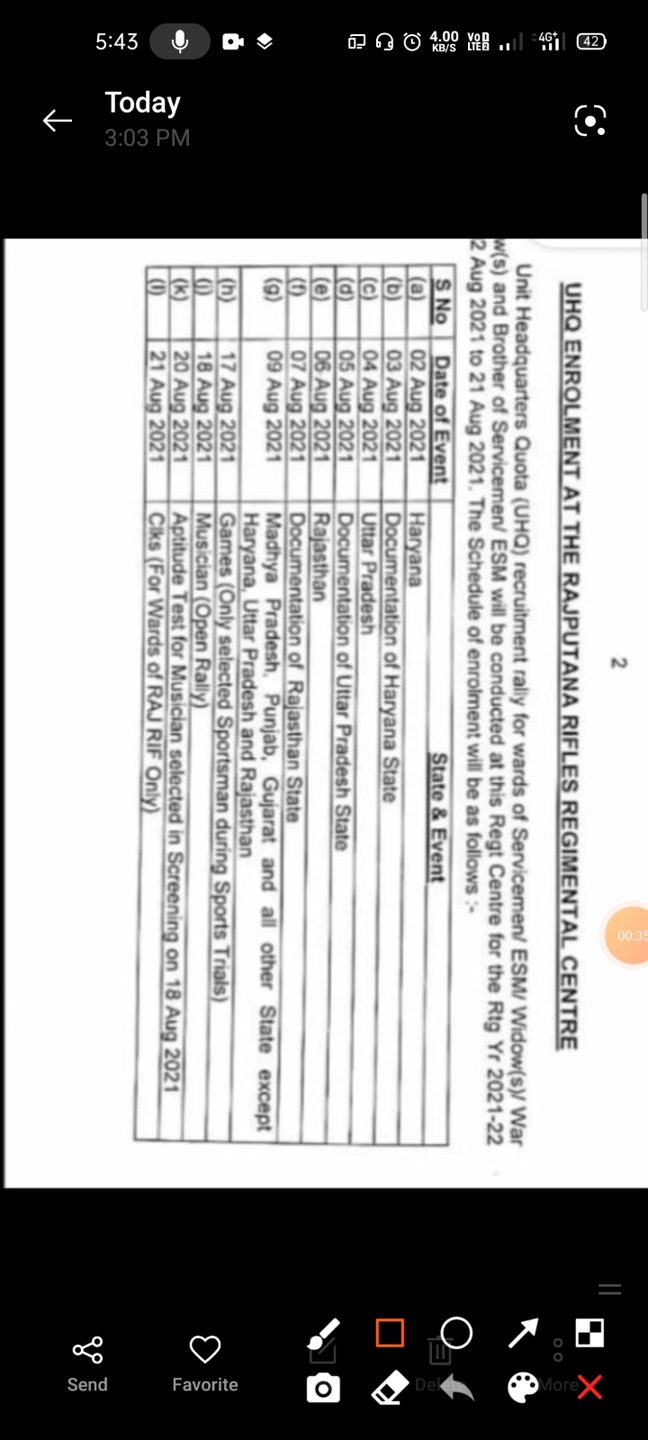 5:43
4.00 KB/S
VoD LTE2
4G+
42
Today
3:03 PM
2
UHQ ENROLMENT AT THE RAJPUTANA RIFLES REGIMENTAL CENTRE
Unit Headquarters Quota (UHQ) recruitment rally for wards of Servicemen/ ESM/ Widow(s)/ War
w(s) and Brother of Servicemen/ ESM will be conducted at this Regt Centre for the Rtg Yr 2021-22
2 Aug 2021 to 21 Aug 2021. The Schedule of enrolment will be as follows :-
S No Date of Event State & Event
(a) 02 Aug 2021 Haryana
(b) 03 Aug 2021 Documentation of Haryana State
(c) 04 Aug 2021 Uttar Pradesh
(d) 05 Aug 2021 Documentation of Uttar Pradesh State
(e) 06 Aug 2021 Rajasthan
(f) 07 Aug 2021 Documentation of Rajasthan State
(g) 09 Aug 2021 Madhya Pradesh, Punjab, Gujarat and all other State except
Haryana, Uttar Pradesh and Rajasthan
(h) 17 Aug 2021 Games (Only selected Sportsman during Sports Trials)
(j) 18 Aug 2021 Musician (Open Rally)
(k) 20 Aug 2021 Aptitude Test for Musician selected in Screening on 18 Aug 2021
(l) 21 Aug 2021 Clks (For Wards of RAJ RIF Only)
00:35
Send Favorite Del More